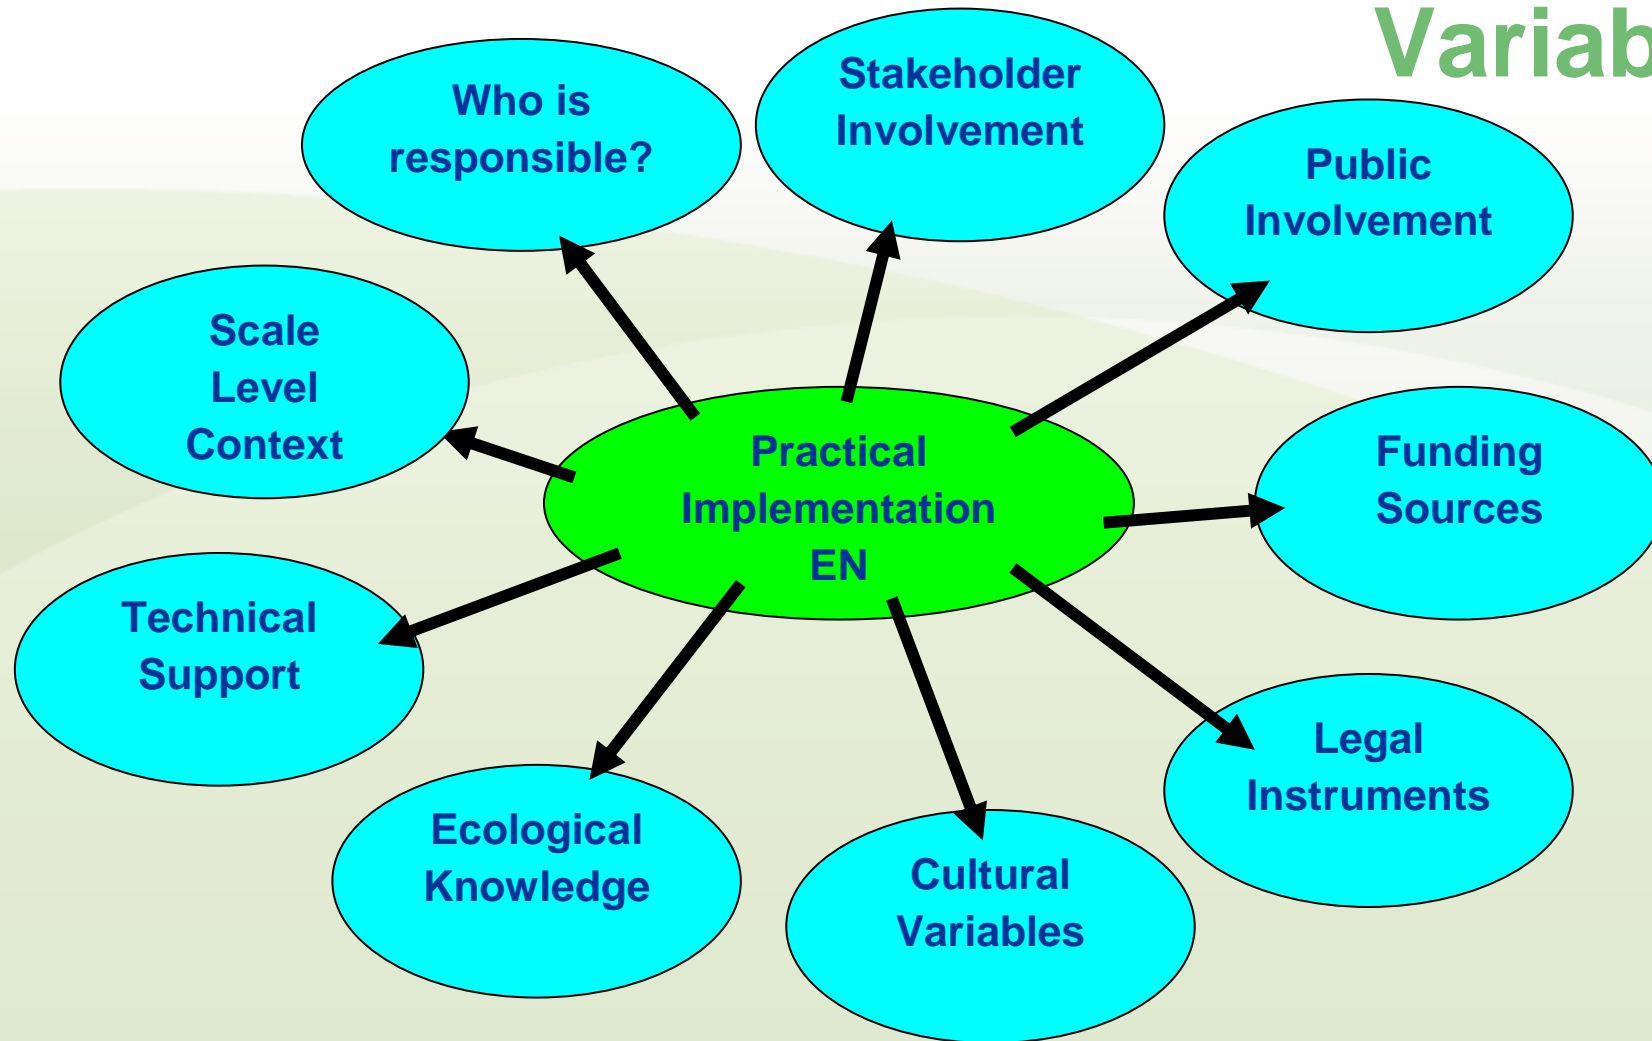 Variab
Who is
responsible?
Stakeholder
Involvement
Public
Involvement
Scale
Level
Context
Practical
Implementation
EN
Funding
Sources
Technical
Support
Legal
Instruments
Ecological
Knowledge
Cultural
Variables